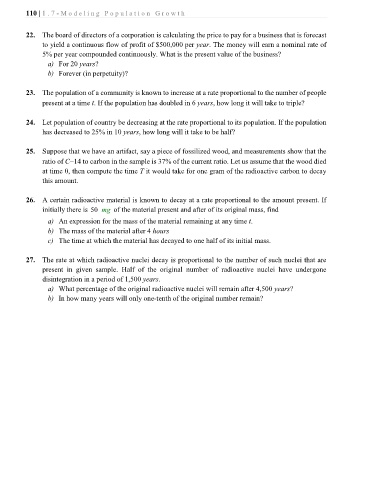 110 | 1.7-Modeling Population Growth
22. The board of directors of a corporation is calculating the price to pay for a business that is forecast
to yield a continuous flow of profit of $500,000 per year. The money will earn a nominal rate of
5% per year compounded continuously. What is the present value of the business?
a) For 20 years?
b) Forever (in perpetuity)?
23. The population of a community is known to increase at a rate proportional to the number of people
present at a time t. If the population has doubled in 6 years, how long it will take to triple?
24. Let population of country be decreasing at the rate proportional to its population. If the population
has decreased to 25% in 10 years, how long will it take to be half?
25. Suppose that we have an artifact, say a piece of fossilized wood, and measurements show that the
ratio of C–14 to carbon in the sample is 37% of the current ratio. Let us assume that the wood died
at time 0, then compute the time T it would take for one gram of the radioactive carbon to decay
this amount.
26. A certain radioactive material is known to decay at a rate proportional to the amount present. If
initially there is 50 mg of the material present and after of its original mass, find
a) An expression for the mass of the material remaining at any time t.
b) The mass of the material after 4 hours
c) The time at which the material has decayed to one half of its initial mass.
27. The rate at which radioactive nuclei decay is proportional to the number of such nuclei that are
present in given sample. Half of the original number of radioactive nuclei have undergone
disintegration in a period of 1,500 years.
a) What percentage of the original radioactive nuclei will remain after 4,500 years?
b) In how many years will only one-tenth of the original number remain?